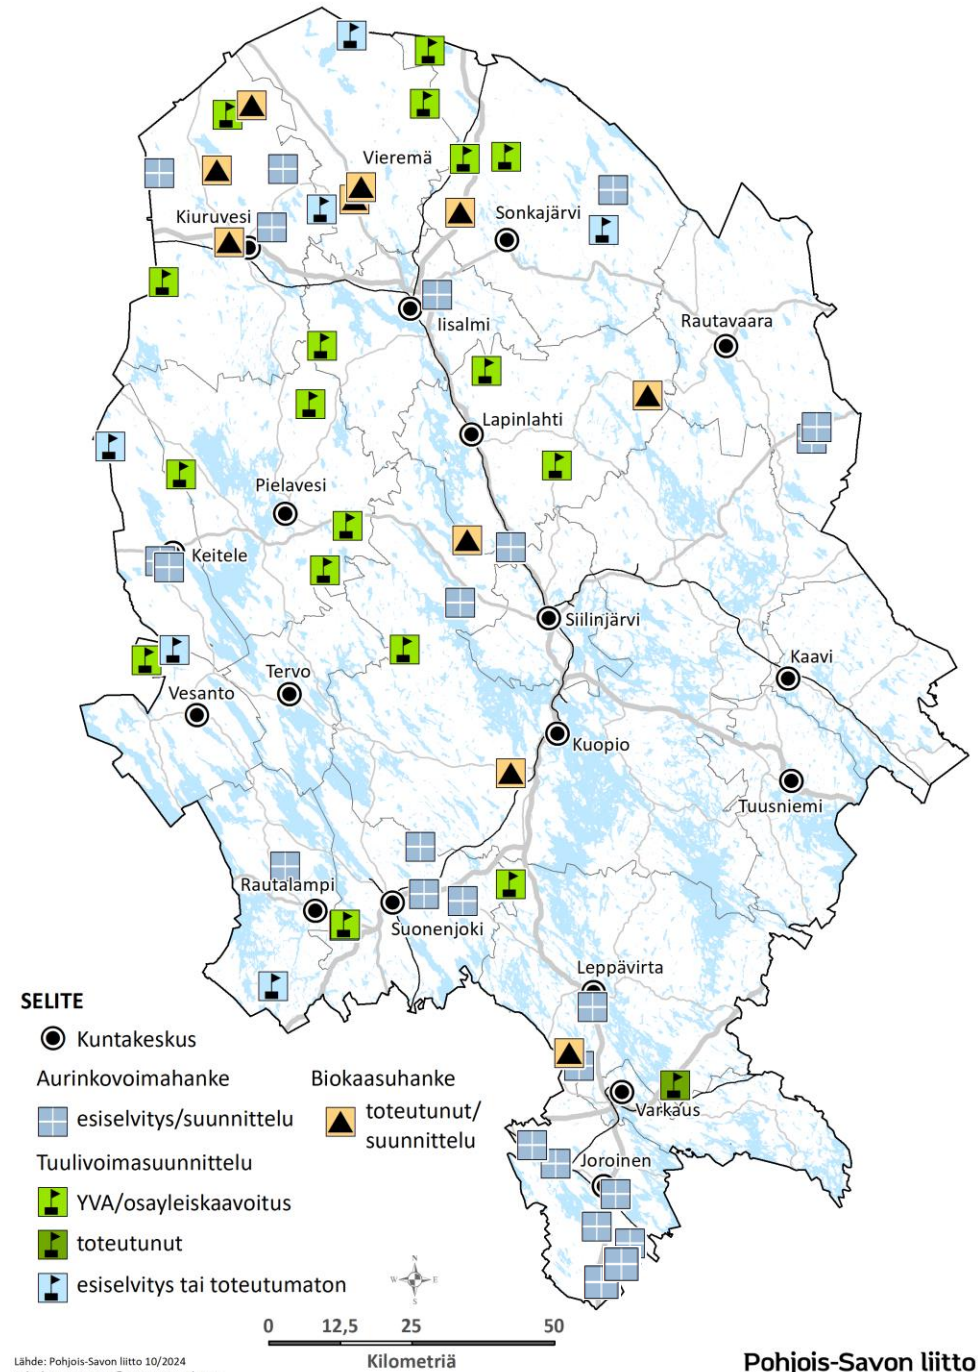 Vieremä
Kiuruvesi
Sonkajärvi
Iisalmi
Rautavaara
Lapinlahti
Pielavesi
Keitele
Siilinjärvi
Kaavi
Tervo
Vesanto
Kuopio
Tuusniemi
Rautalampi
Suonenjoki
Leppävirta
Varkaus
Joroinen
SELITE
Kuntakeskus
Aurinkovoimahanke
esiselvitys/suunnittelu
Tuulivoimasuunnittelu
YVA/osayleiskaavoitus
toteutunut
esiselvitys tai toteutumaton
Biokaasuhanke
toteutunut/
suunnittelu
N
W E
S
0 12,5 25 50
Kilometriä
Lähde: Pohjois-Savon liitto 10/2024
Pohjois-Savon liitto